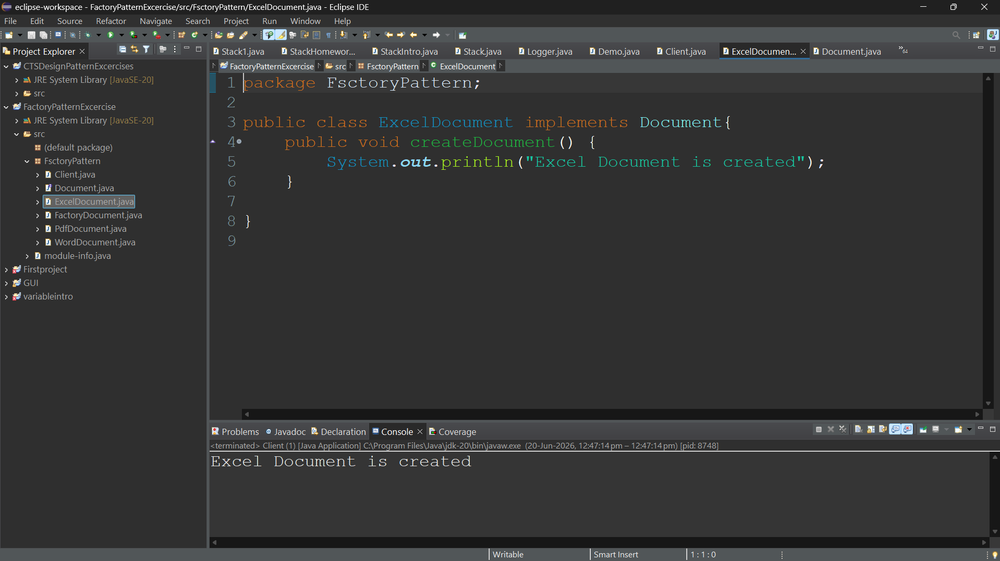 eclipse-workspace - FactoryPatternExcercise/src/FsctoryPattern/ExcelDocument.java - Eclipse IDE
File Edit Source Refactor Navigate Search Project Run Window Help
Project Explorer
CTSDesignPatternExcercises
JRE System Library [JavaSE-20]
src
FactoryPatternExcercise
JRE System Library [JavaSE-20]
src
(default package)
FsctoryPattern
Client.java
Document.java
ExcelDocument.java
FactoryDocument.java
PdfDocument.java
WordDocument.java
module-info.java
Firstproject
GUI
variableintro
Stack1.java StackHomewor... StackIntro.java Stack.java Logger.java Demo.java Client.java ExcelDocumen... Document.java »64
FactoryPatternExcercise src FsctoryPattern ExcelDocument
1 package FsctoryPattern;
2
3 public class ExcelDocument implements Document{
4 public void createDocument() {
5 System.out.println("Excel Document is created");
6 }
7
8 }
9
Problems Javadoc Declaration Console Coverage
<terminated> Client (1) [Java Application] C:\Program Files\Java\jdk-20\bin\javaw.exe (20-Jun-2026, 12:47:14 pm – 12:47:14 pm) [pid: 8748]
Excel Document is created
Writable Smart Insert 1 : 1 : 0